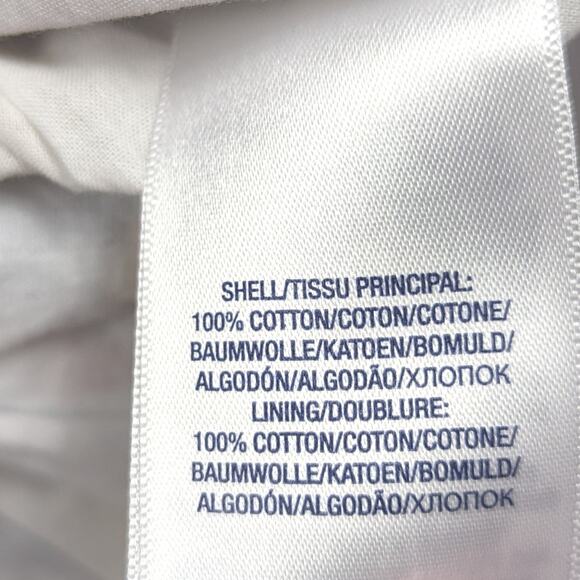 SHELL/TISSU PRINCIPAL:
100% COTTON/COTON/COTONE/
BAUMWOLLE/KATOEN/BOMULD/
ALGODÓN/ALGODÃO/ХЛОПОК
LINING/DOUBLURE:
100% COTTON/COTON/COTONE/
BAUMWOLLE/KATOEN/BOMULD/
ALGODÓN/ALGODÃO/ХЛОПОК